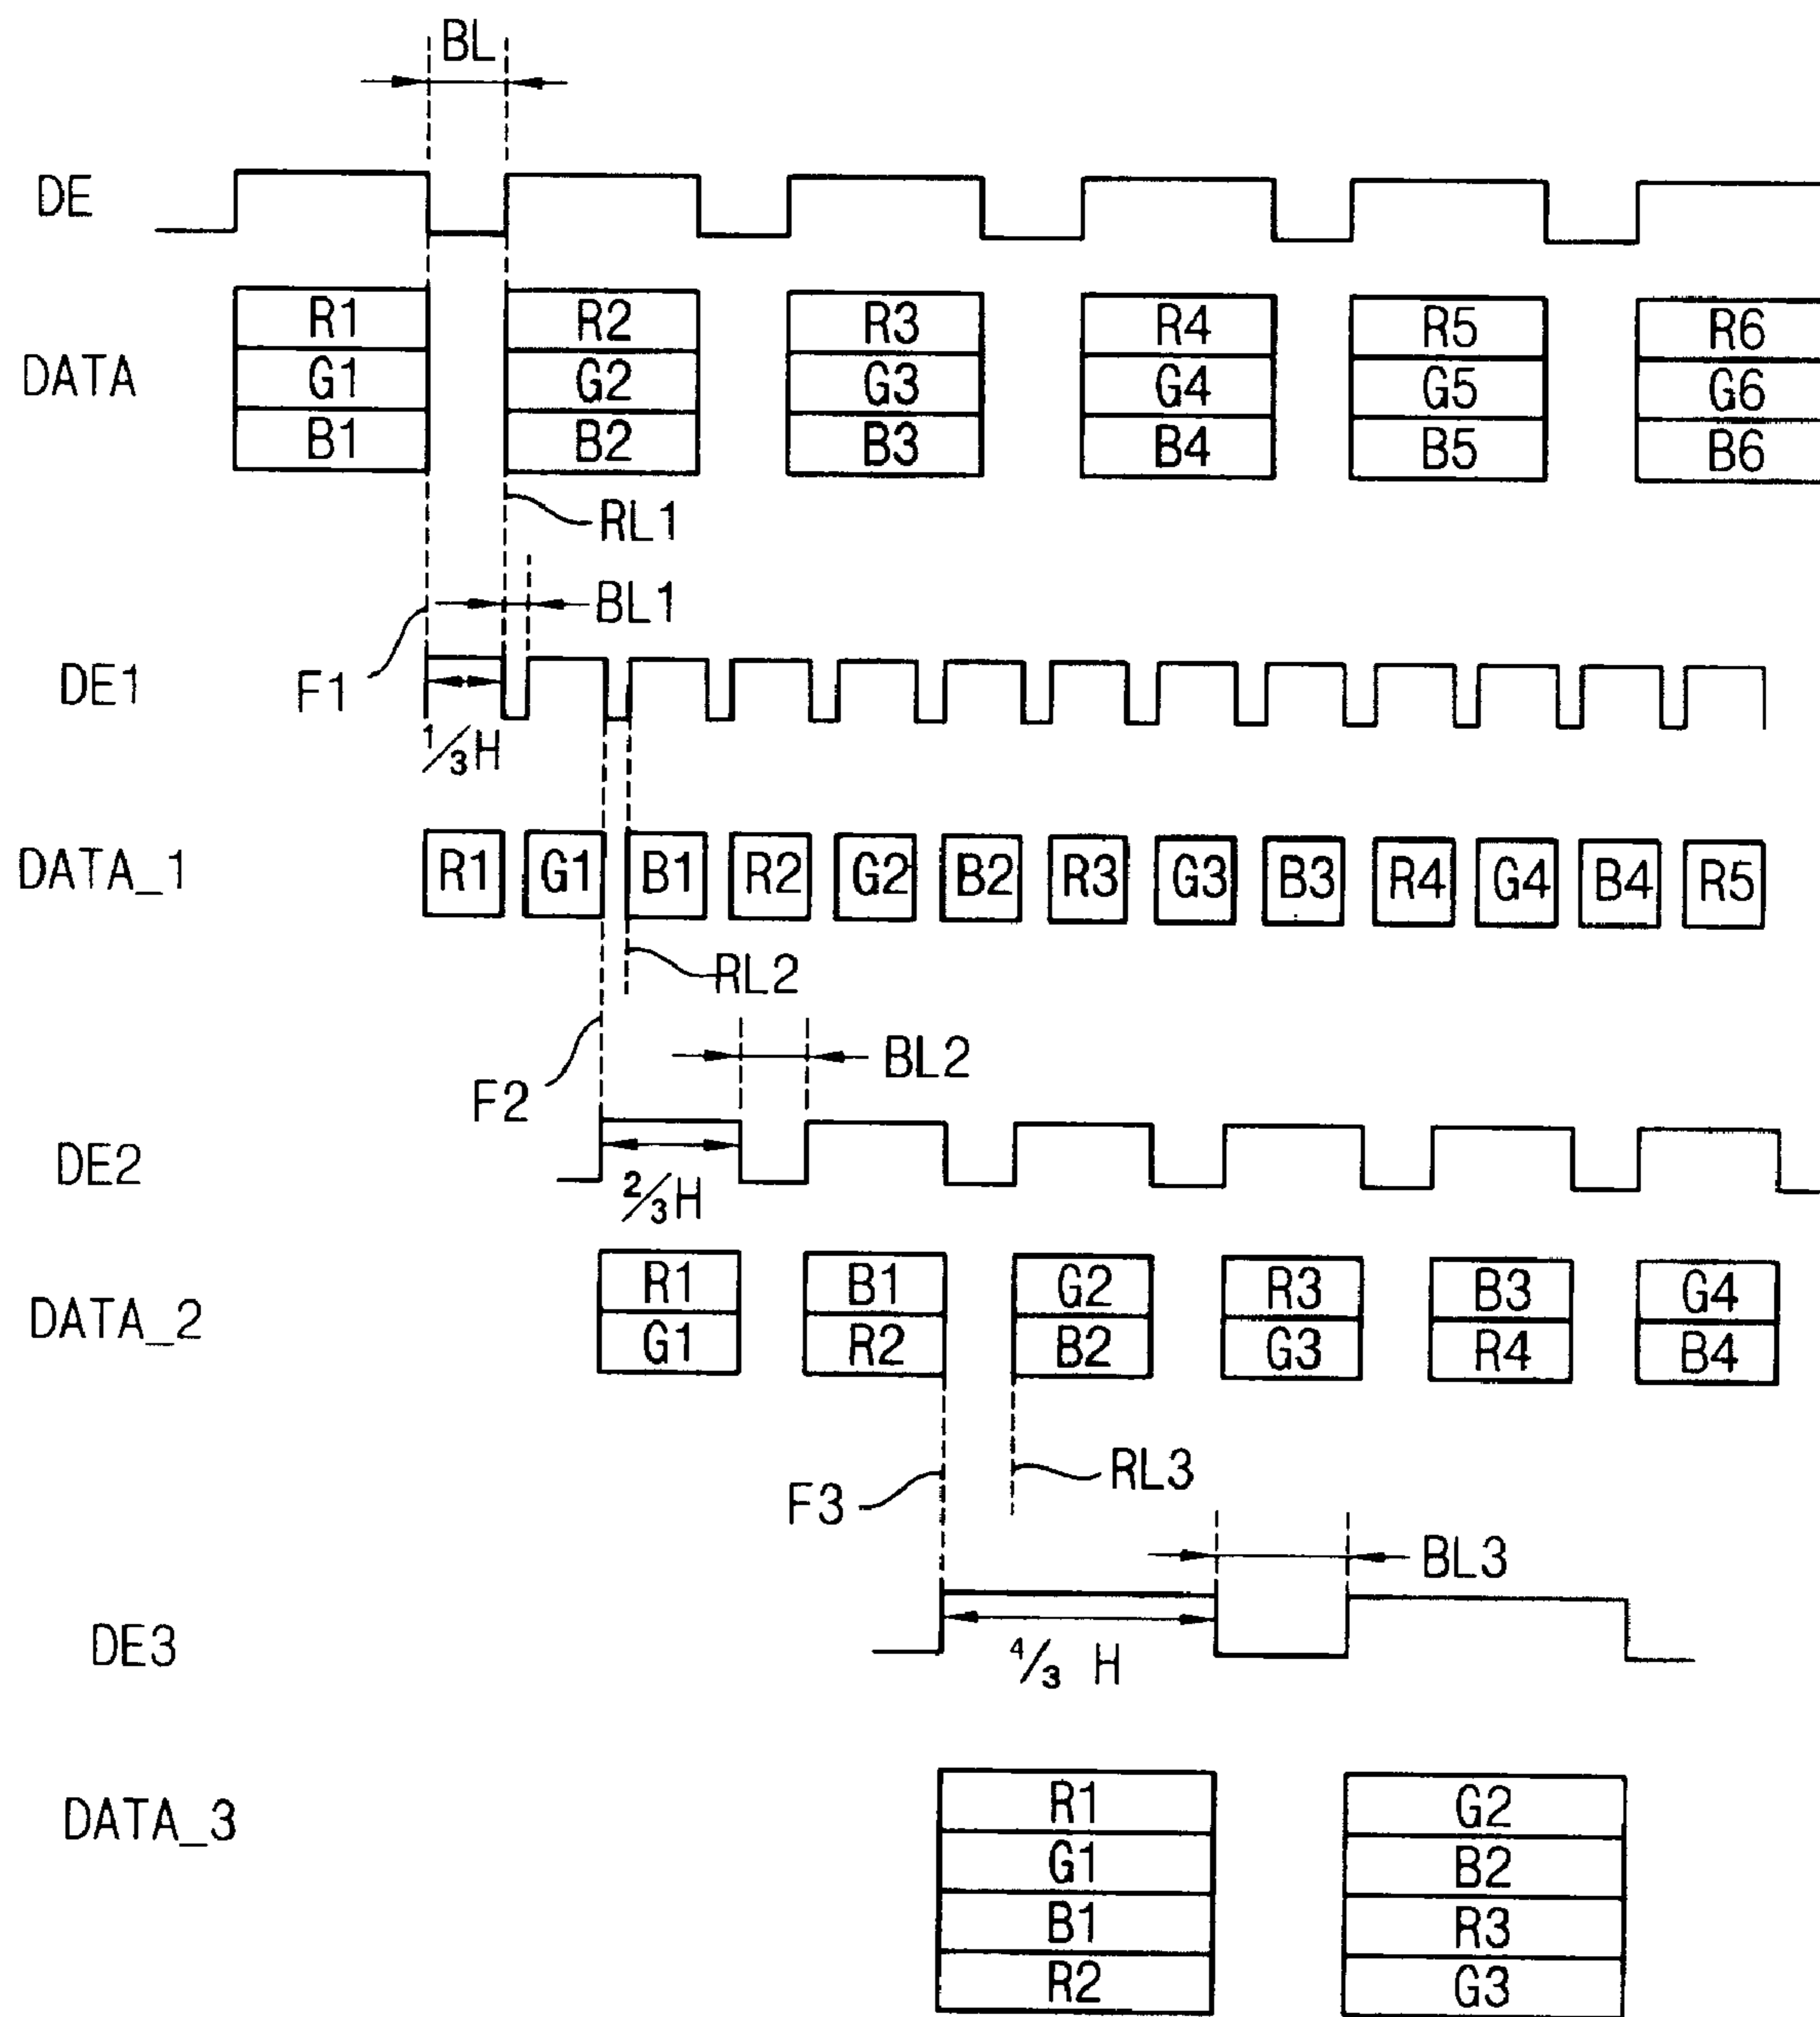 BL
DE
R1 R2 R3 R4 R5 R6
DATA G1 G2 G3 G4 G5 G6
B1 B2 B3 B4 B5 B6
RL1
BL1
DE1 F1
1/3 H
DATA_1 R1 G1 B1 R2 G2 B2 R3 G3 B3 R4 G4 B4 R5
RL2
BL2
F2
DE2
2/3 H
R1 B1 G2 R3 B3 G4
DATA_2
G1 R2 B2 G3 R4 B4
RL3
F3
BL3
DE3 4/3 H
R1 G2
DATA_3
G1 B2
B1 R3
R2 G3